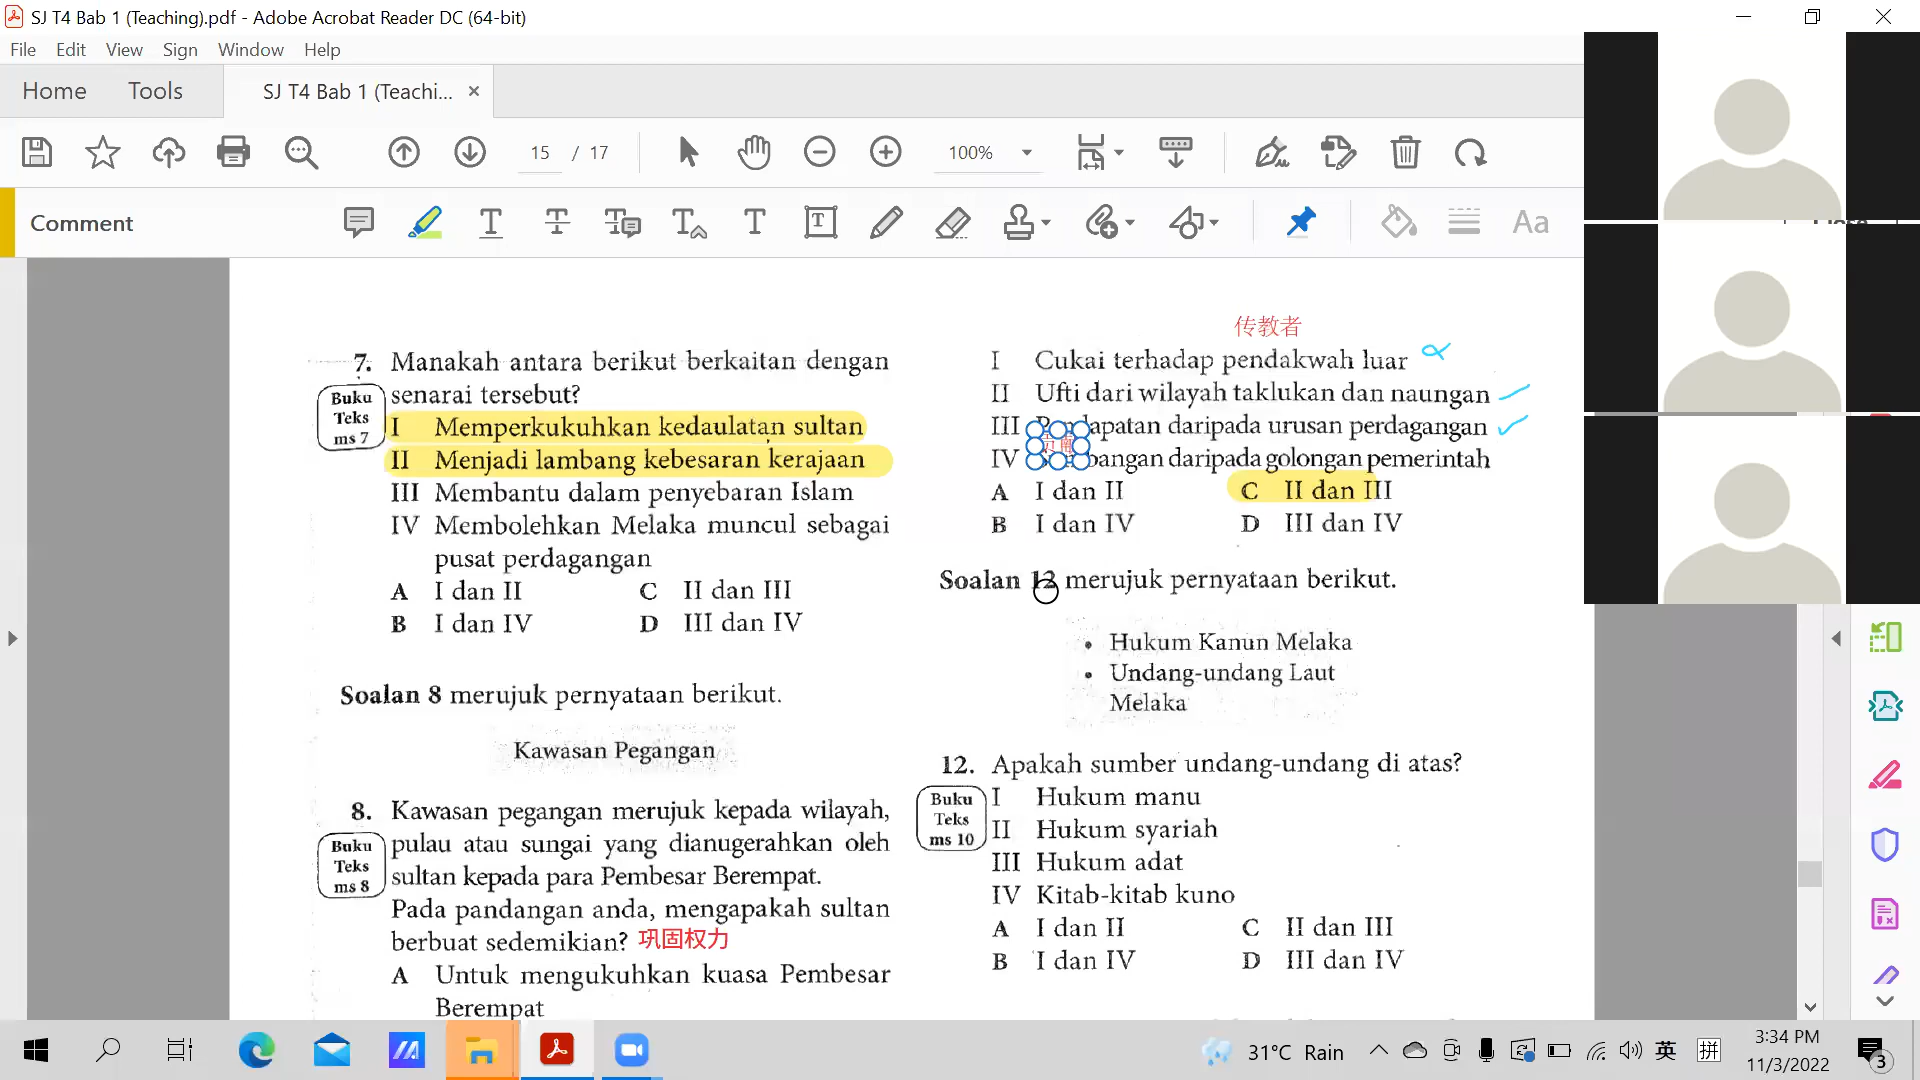 SJ T4 Bab 1 (Teaching).pdf - Adobe Acrobat Reader DC (64-bit)
File Edit View Sign Window Help
Home Tools SJ T4 Bab 1 (Teachi...
15 / 17 100%
Comment
7. Manakah antara berikut berkaitan dengan
senarai tersebut?
Buku
Teks
ms 7
I Memperkukuhkan kedaulatan sultan
II Menjadi lambang kebesaran kerajaan
III Membantu dalam penyebaran Islam
IV Membolehkan Melaka muncul sebagai
pusat perdagangan
A I dan II C II dan III
B I dan IV D III dan IV
Soalan 8 merujuk pernyataan berikut.
Kawasan Pegangan
8. Kawasan pegangan merujuk kepada wilayah,
Buku
Teks
ms 8
pulau atau sungai yang dianugerahkan oleh
sultan kepada para Pembesar Berempat.
Pada pandangan anda, mengapakah sultan
berbuat sedemikian? 巩固权力
A Untuk mengukuhkan kuasa Pembesar
Berempat
传教者
I Cukai terhadap pendakwah luar
II Ufti dari wilayah taklukan dan naungan
III daripada urusan perdagangan
IV daripada golongan pemerintah
A I dan II C II dan III
B I dan IV D III dan IV
Soalan 12 merujuk pernyataan berikut.
• Hukum Kanun Melaka
• Undang-undang Laut
Melaka
12. Apakah sumber undang-undang di atas?
Buku
Teks
ms 10
I Hukum manu
II Hukum syariah
III Hukum adat
IV Kitab-kitab kuno
A I dan II C II dan III
B I dan IV D III dan IV
31°C Rain
英
拼
3:34 PM
11/3/2022
3